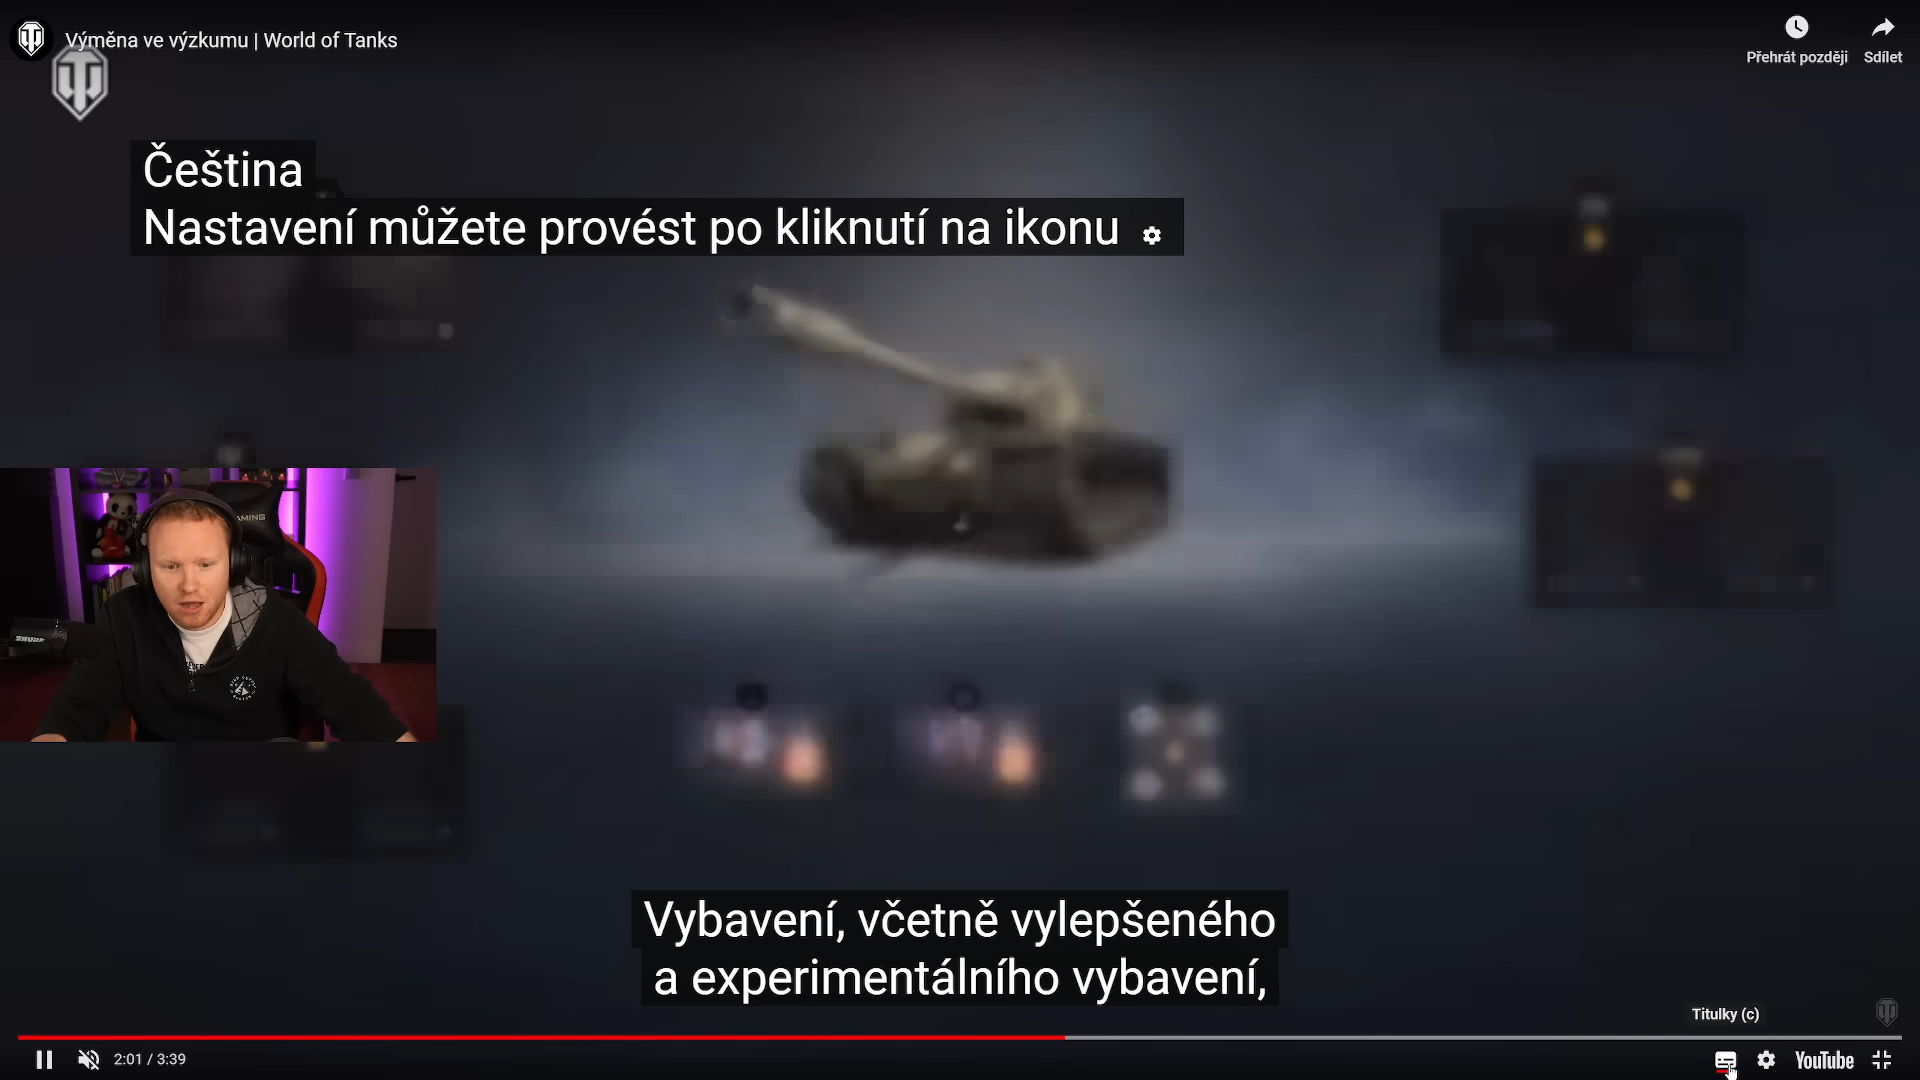 Výměna ve výzkumu | World of Tanks
Přehrát později
Sdílet
Čeština
Nastavení můžete provést po kliknutí na ikonu
SHURE
Vybavení, včetně vylepšeného
a experimentálního vybavení,
Titulky (c)
2:01 / 3:39
YouTube